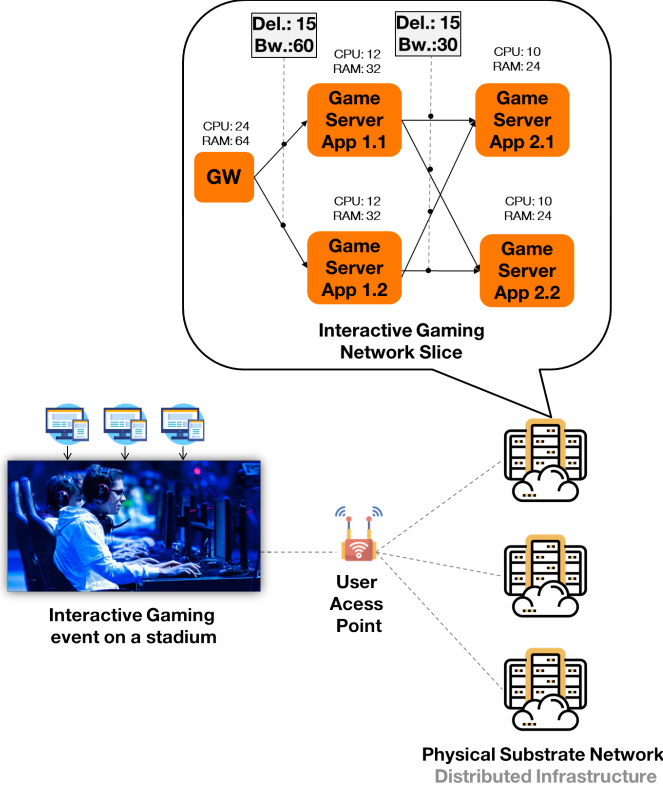 Del.: 15
Bw.:60
Del.: 15
Bw.:30
CPU: 12
RAM: 32
CPU: 10
RAM: 24
Game
Server
App 1.1
Game
Server
App 2.1
CPU: 24
RAM: 64
GW
CPU: 12
RAM: 32
CPU: 10
RAM: 24
Game
Server
App 1.2
Game
Server
App 2.2
Interactive Gaming
Network Slice
User
Acess
Point
Interactive Gaming
event on a stadium
Physical Substrate Network
Distributed Infrastructure